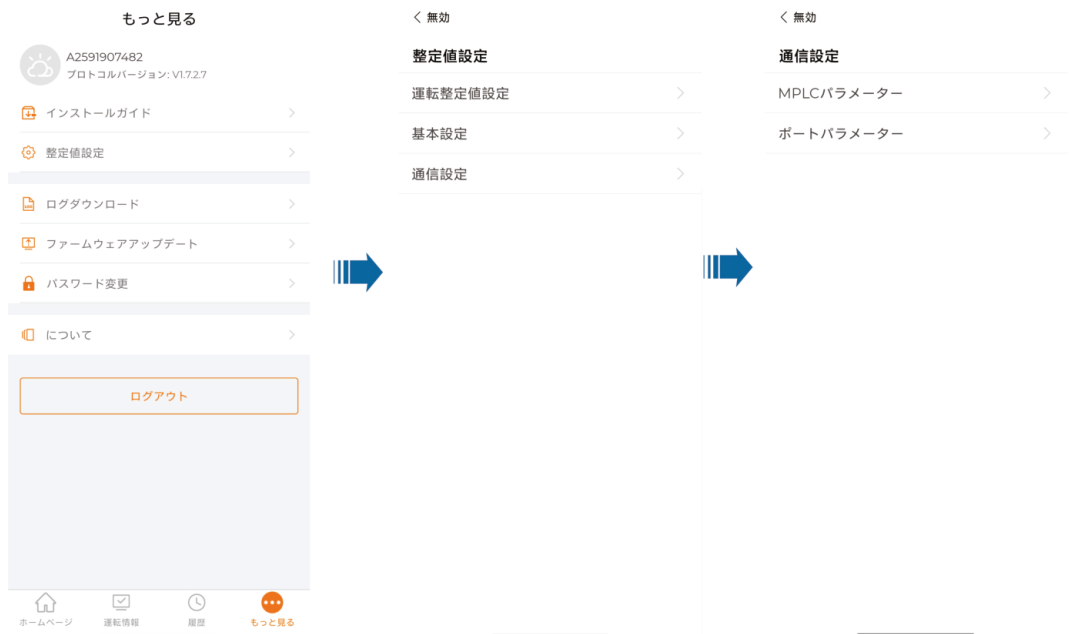 もっと見る
A2591907482
プロトコルバージョン: V1.7.2.7
インストールガイド
整定値設定
ログダウンロード
ファームウェアアップデート
パスワード変更
について
ログアウト
ホームページ
運転情報
履歴
もっと見る
無効
整定値設定
運転整定値設定
基本設定
通信設定
無効
通信設定
MPLCパラメーター
ポートパラメーター